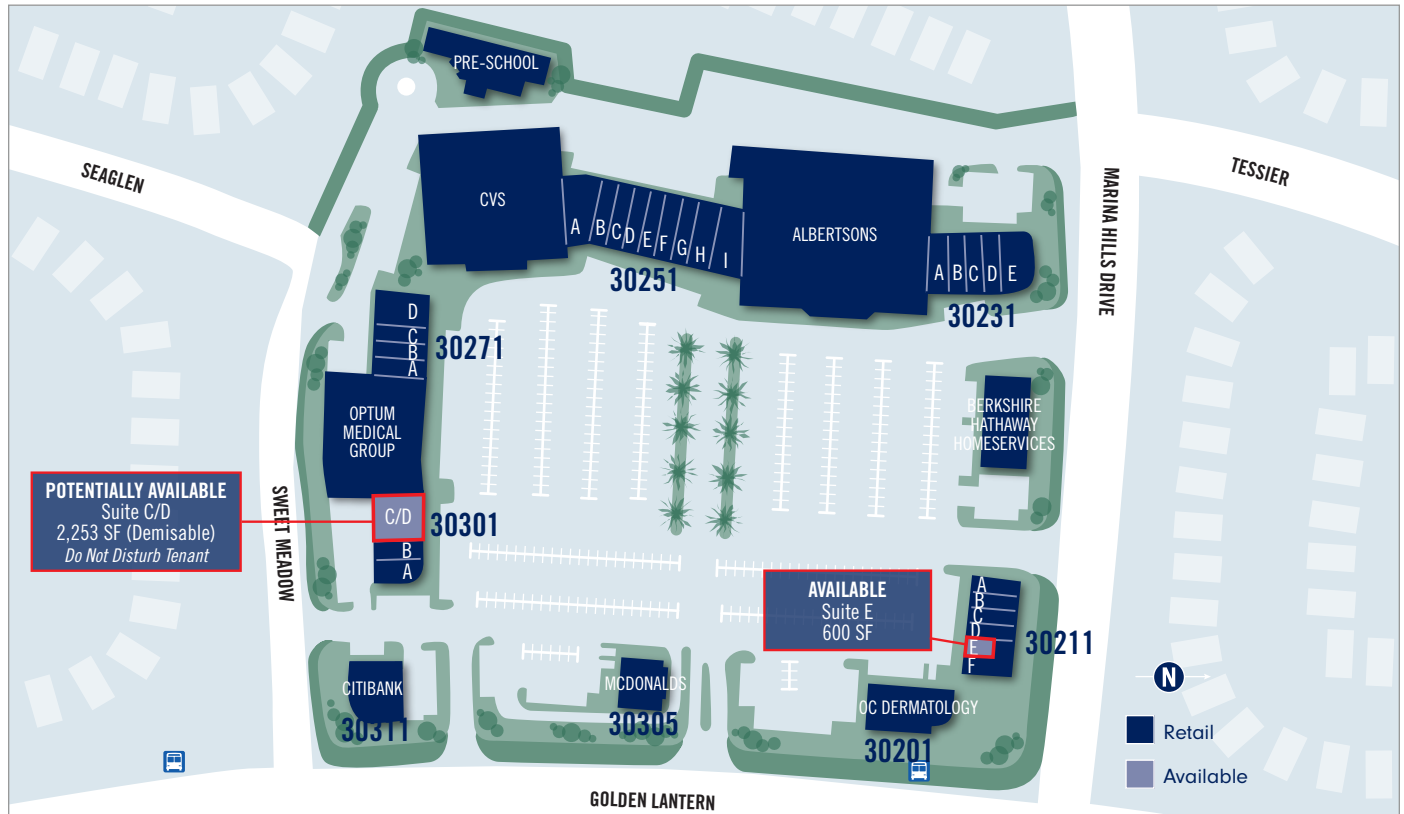 PRE-SCHOOL
SEAGLEN
TESSIER
MARINA HILLS DRIVE
CVS
A B C D E F G H I
30251
ALBERTSONS
A B C D E
30231
D
C
B
A
30271
OPTUM
MEDICAL
GROUP
BERKSHIRE
HATHAWAY
HOMESERVICES
POTENTIALLY AVAILABLE
Suite C/D
2,253 SF (Demisable)
Do Not Disturb Tenant
SWEET MEADOW
C/D
30301
B
A
AVAILABLE
Suite E
600 SF
A
B
C
D
E
F
30211
CITIBANK
30311
MCDONALDS
30305
OC DERMATOLOGY
30201
N
Retail
Available
GOLDEN LANTERN